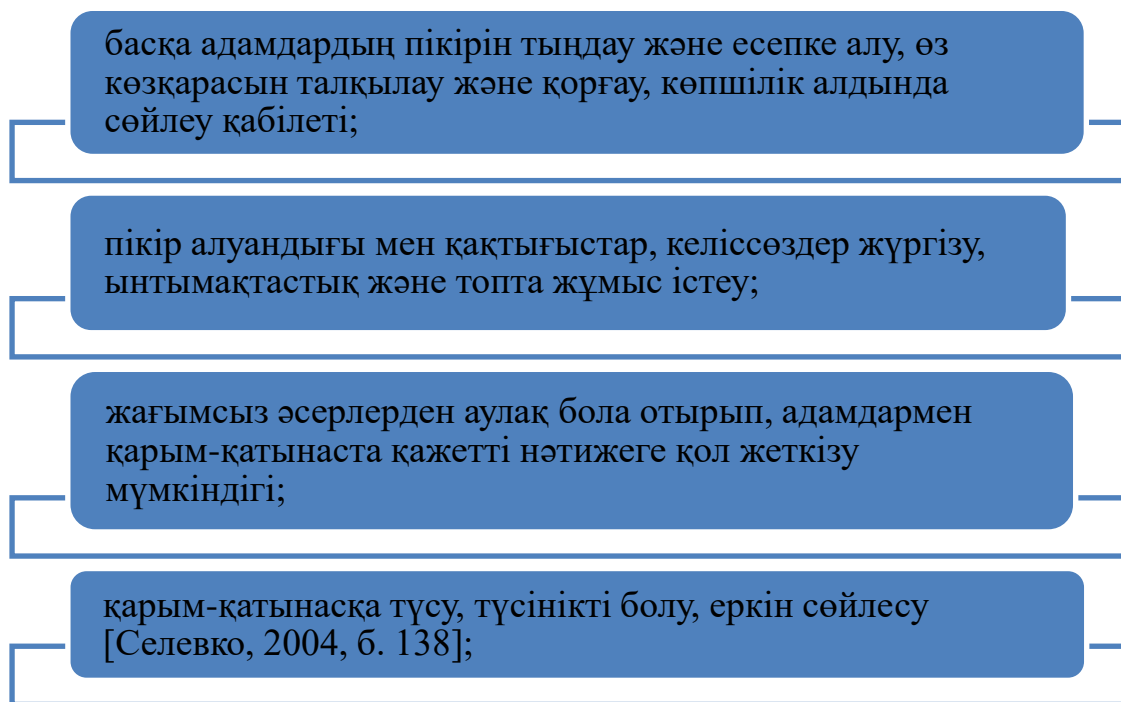 басқа адамдардың пікірін тыңдау және есепке алу, өз
көзқарасын талқылау және қорғау, көпшілік алдында
сөйлеу қабілеті;
пікір алуандығы мен қақтығыстар, келіссөздер жүргізу,
ынтымақтастық және топта жұмыс істеу;
жағымсыз әсерлерден аулақ бола отырып, адамдармен
қарым-қатынаста қажетті нәтижеге қол жеткізу
мүмкіндігі;
қарым-қатынасқа түсу, түсінікті болу, еркін сөйлесу
[Селевко, 2004, б. 138];